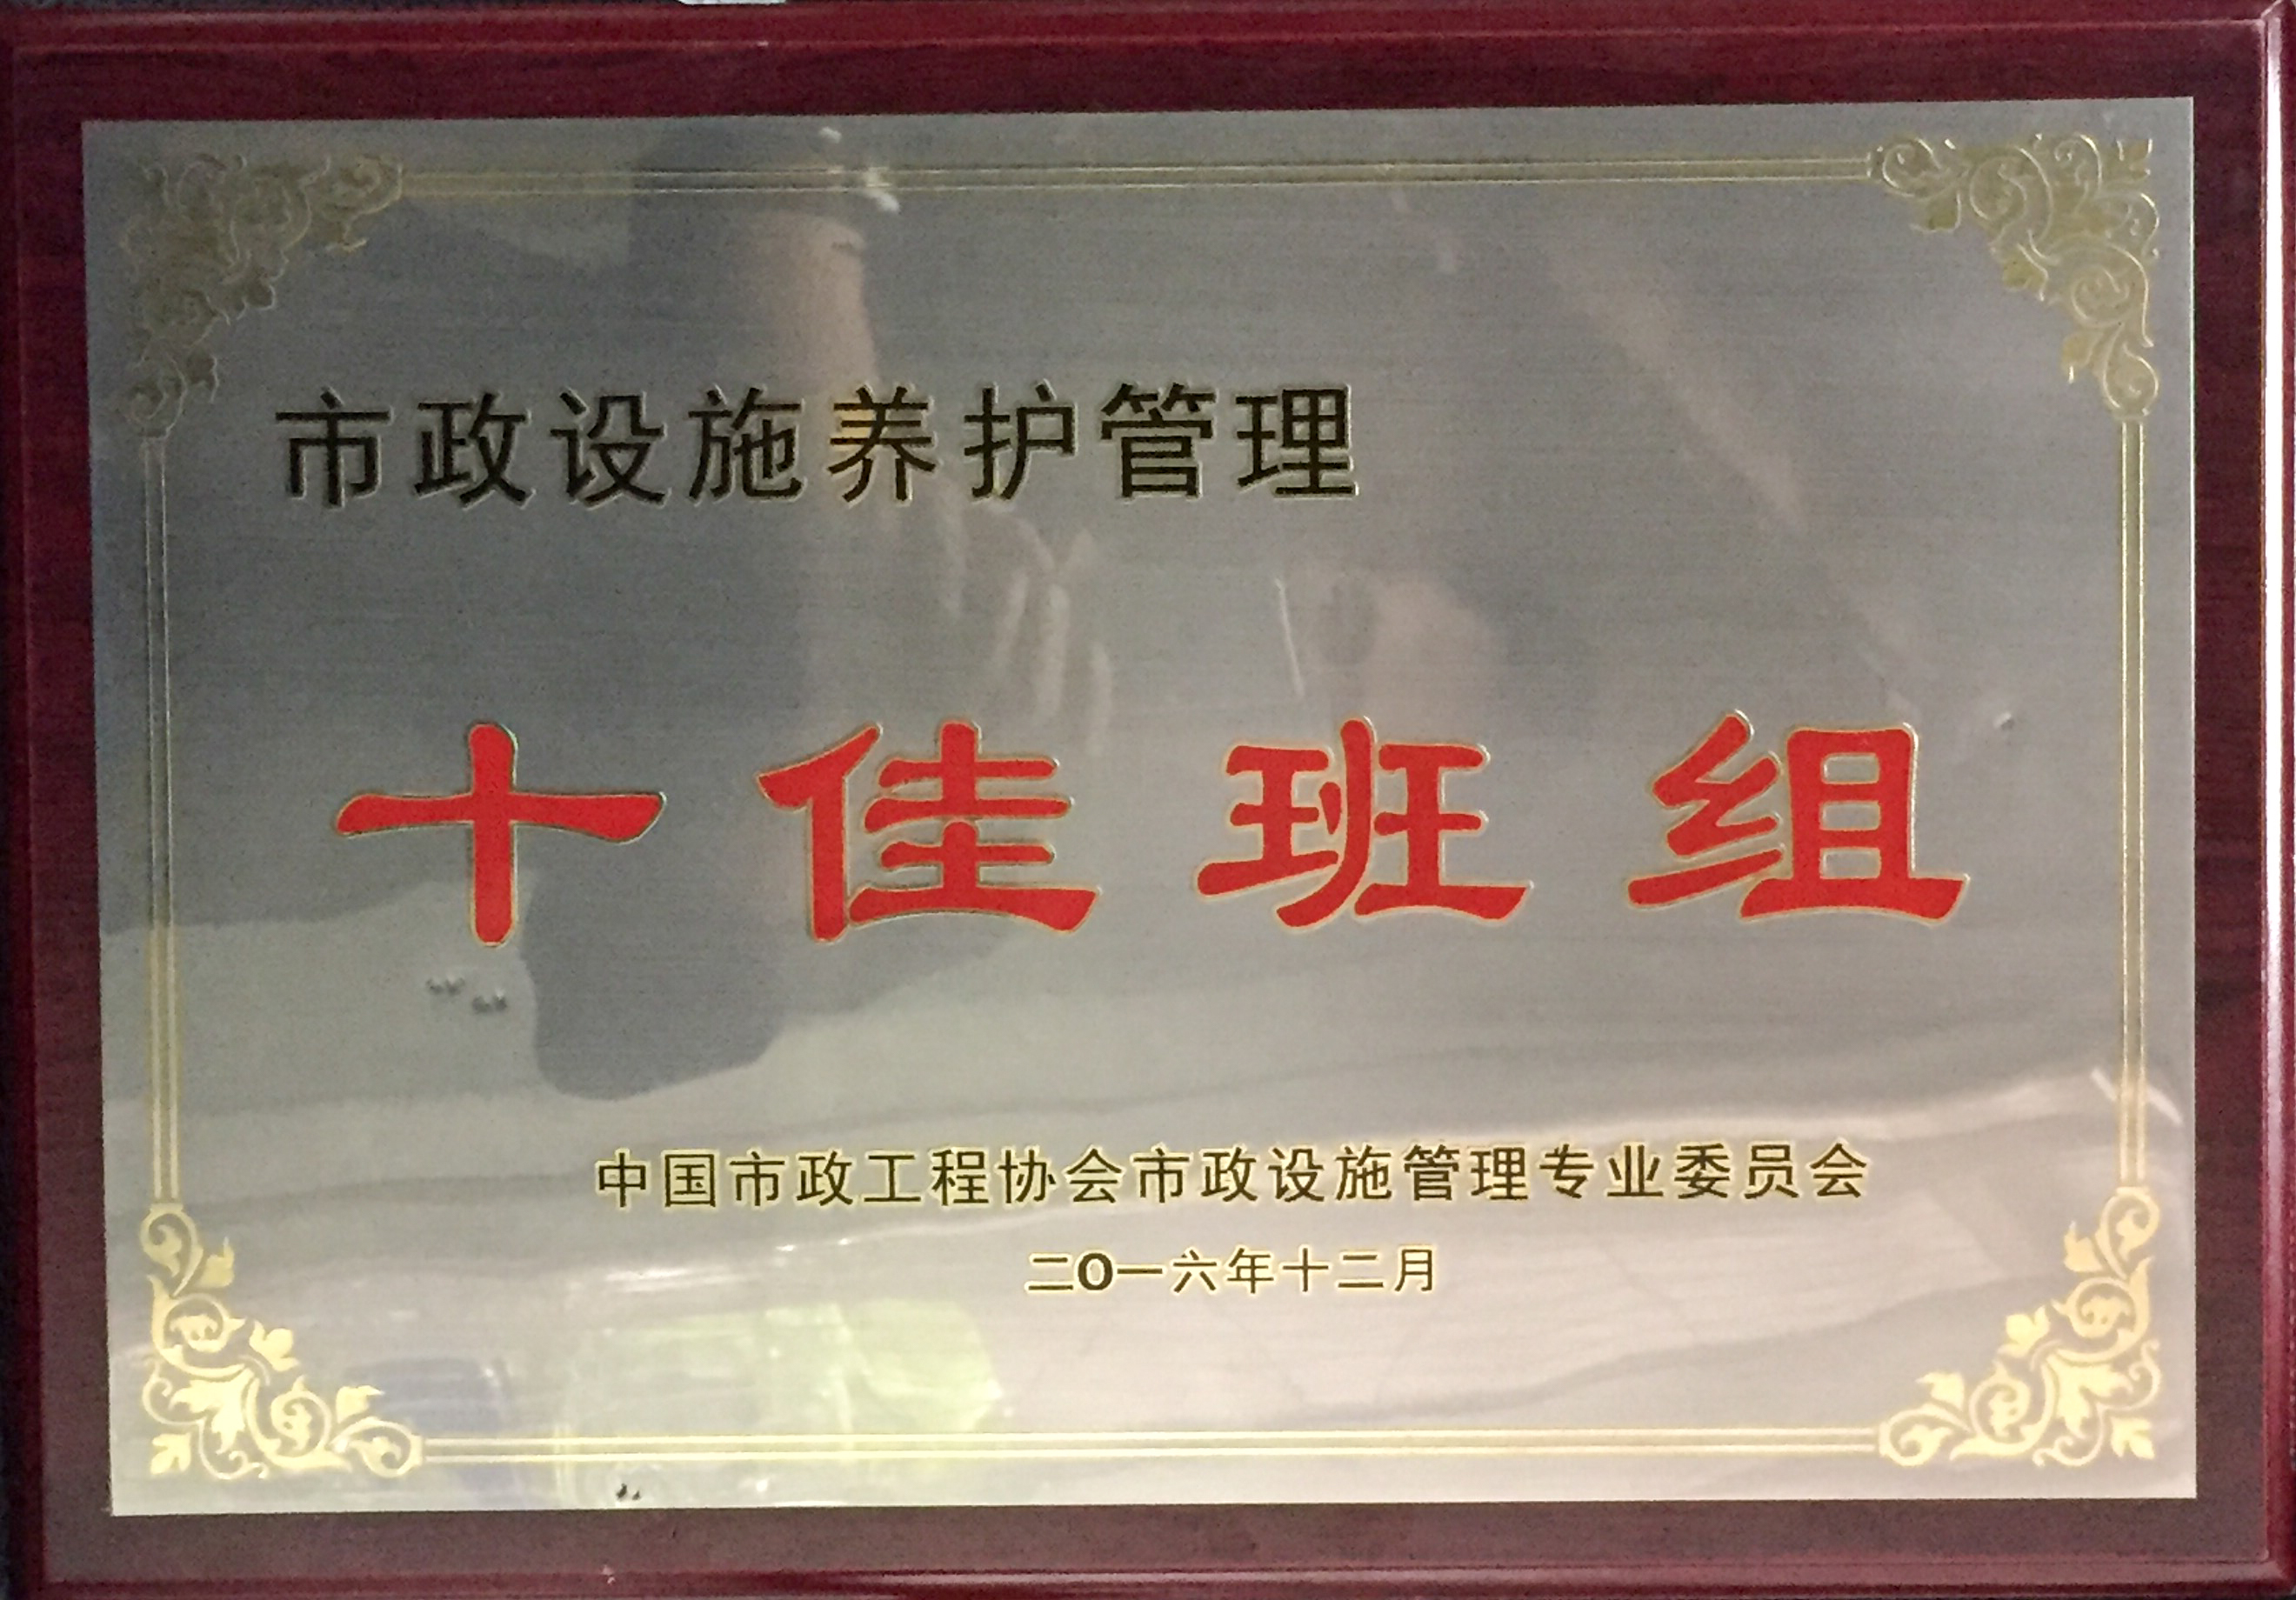 市政设施养护管理
十佳班组
中国市政工程协会市政设施管理专业委员会
二O一六年十二月